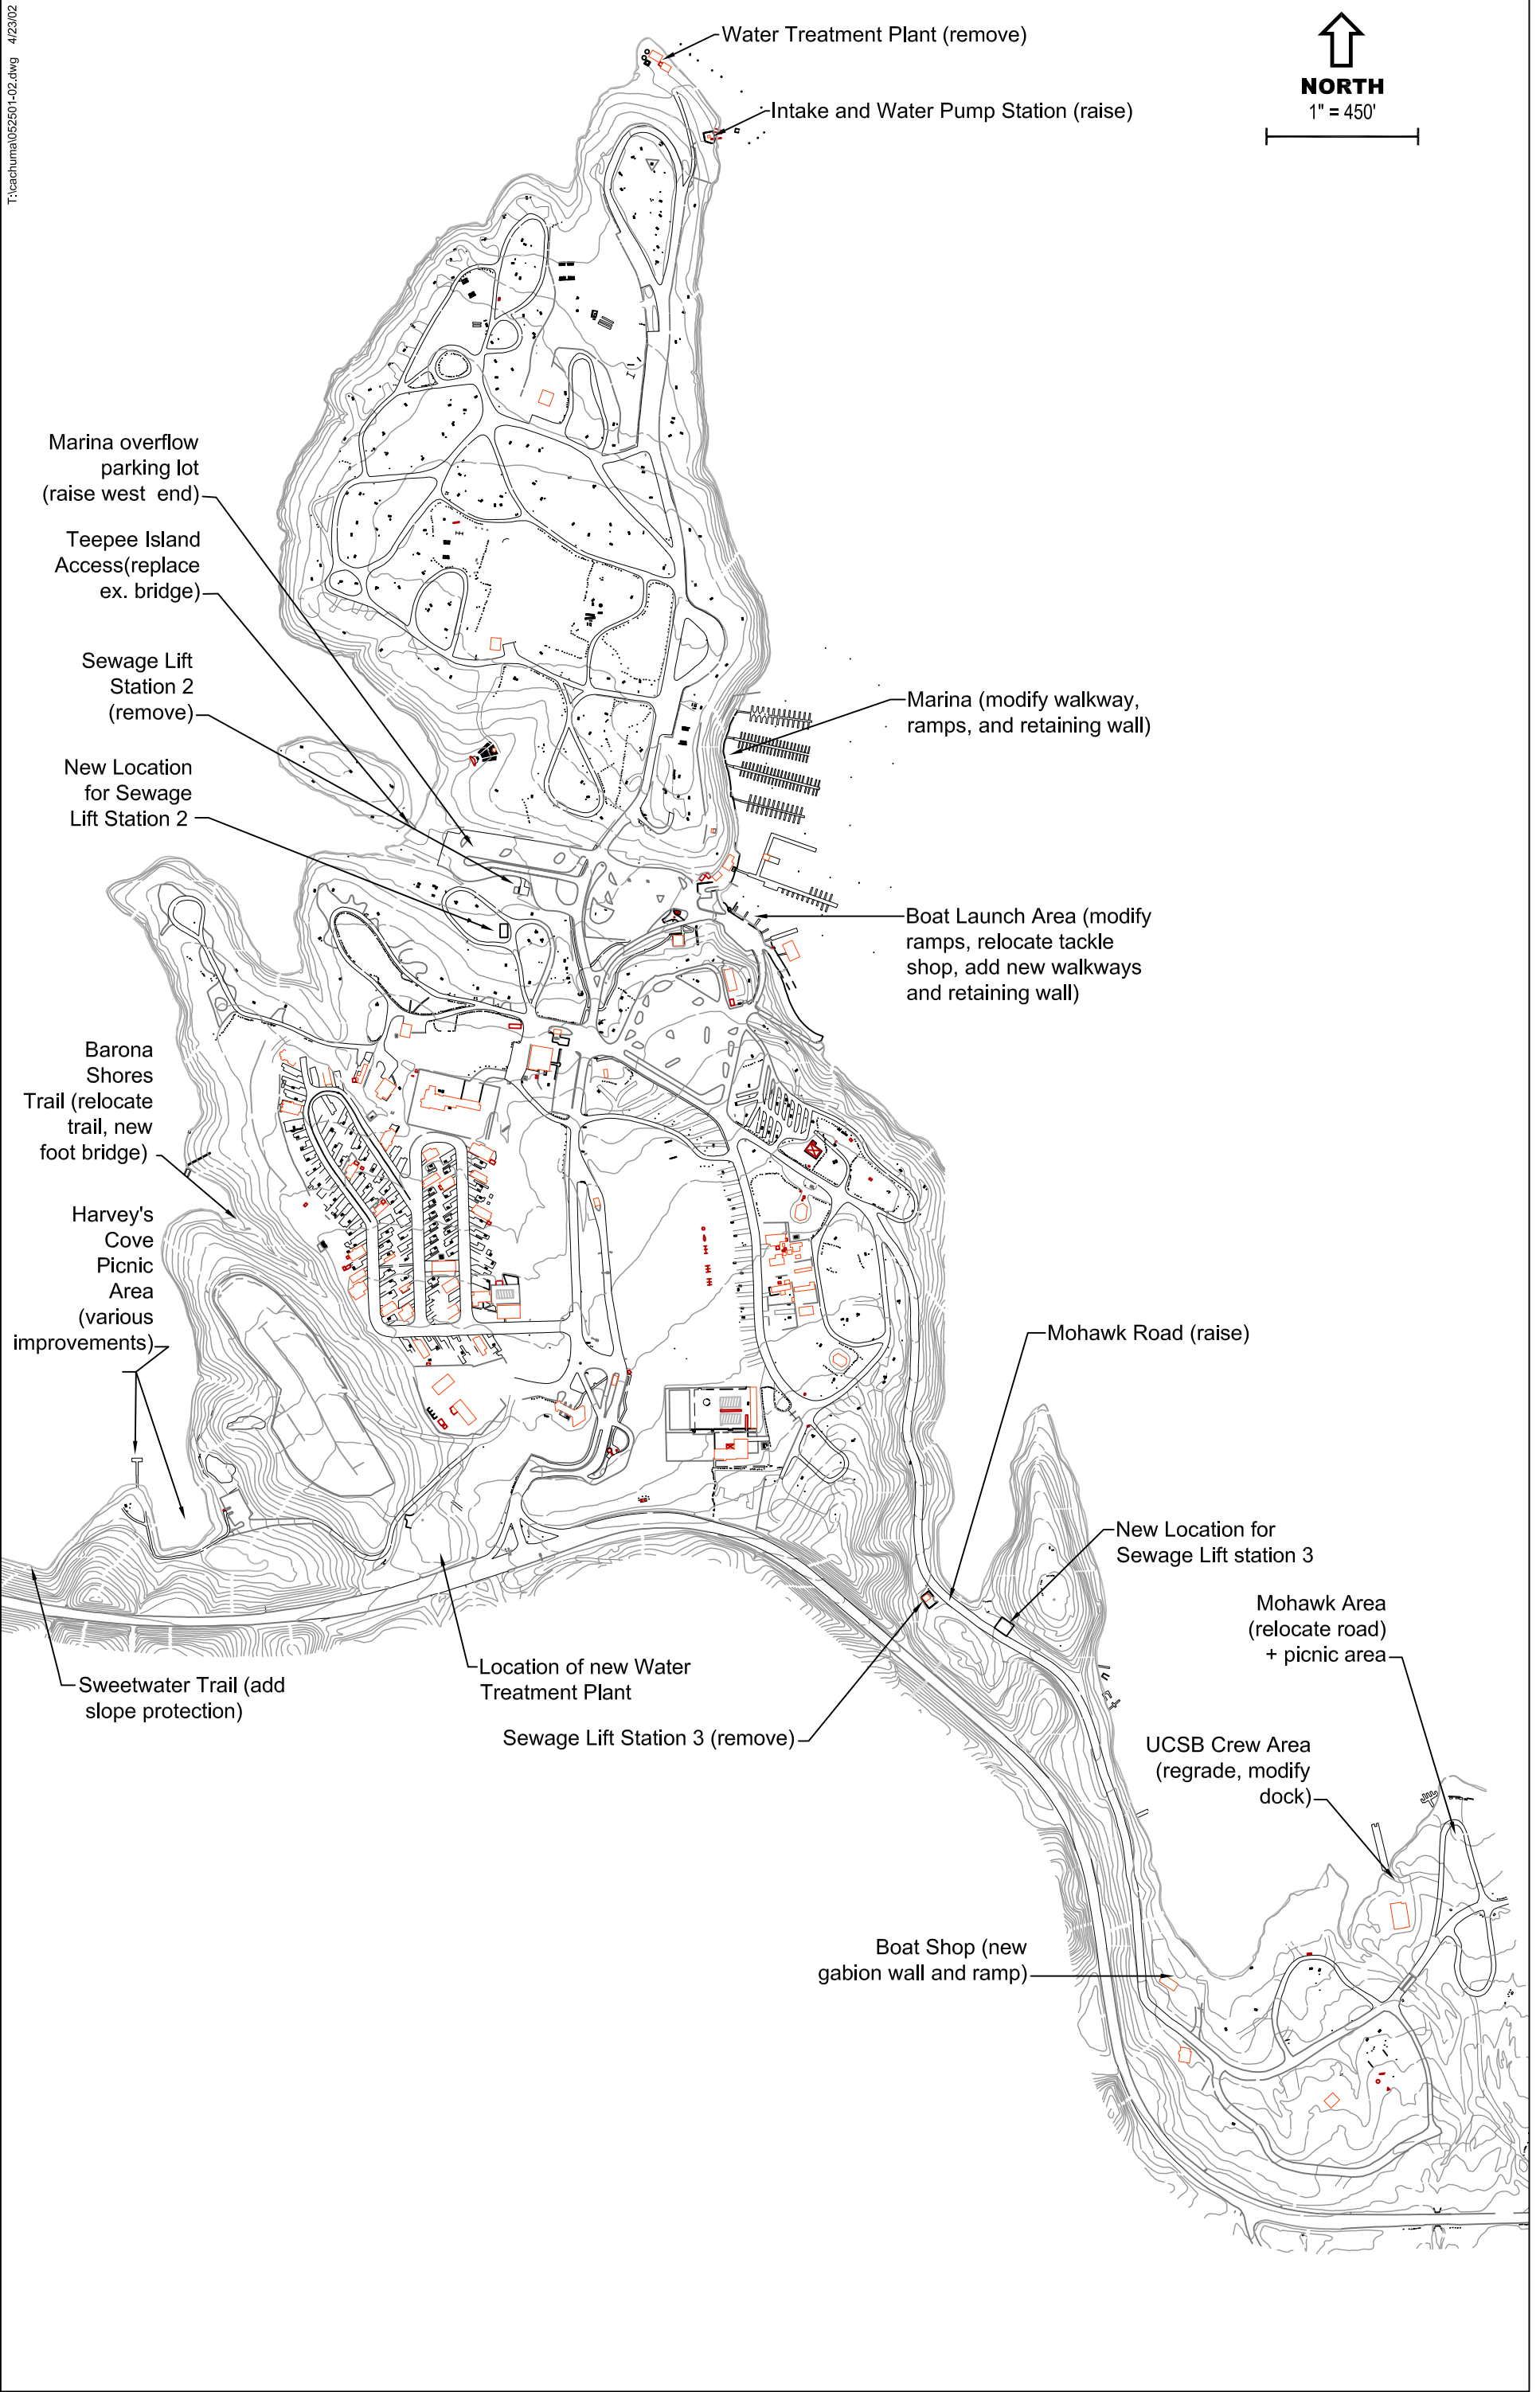 T:\cachuma\052501-02.dwg 4/23/02
Water Treatment Plant (remove)
NORTH
1" = 450'
Intake and Water Pump Station (raise)
Marina overflow
parking lot
(raise west end)
Teepee Island
Access(replace
ex. bridge)
Sewage Lift
Station 2
(remove)
New Location
for Sewage
Lift Station 2
Marina (modify walkway,
ramps, and retaining wall)
Boat Launch Area (modify
ramps, relocate tackle
shop, add new walkways
and retaining wall)
Barona
Shores
Trail (relocate
trail, new
foot bridge)
Harvey's
Cove
Picnic
Area
(various
improvements)
Mohawk Road (raise)
New Location for
Sewage Lift station 3
Mohawk Area
(relocate road)
+ picnic area
Sweetwater Trail (add
slope protection)
Location of new Water
Treatment Plant
Sewage Lift Station 3 (remove)
UCSB Crew Area
(regrade, modify
dock)
Boat Shop (new
gabion wall and ramp)